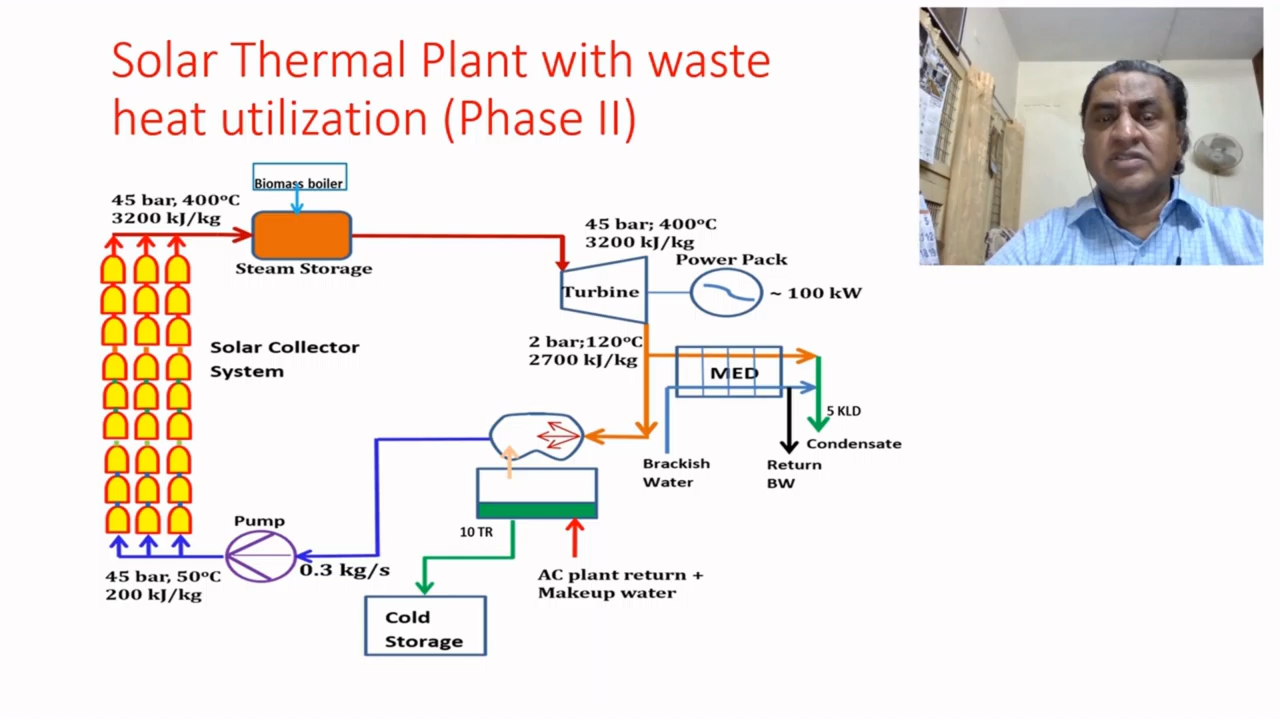 Solar Thermal Plant with waste
heat utilization (Phase II)
Biomass boiler
45 bar, 400ºC
3200 kJ/kg
Steam Storage
45 bar; 400ºC
3200 kJ/kg
Power Pack
Turbine
~ 100 kW
Solar Collector
System
2 bar;120ºC
2700 kJ/kg
MED
5 KLD
Condensate
Brackish
Water
Return
BW
Pump
10 TR
0.3 kg/s
45 bar, 50ºC
200 kJ/kg
AC plant return +
Makeup water
Cold
Storage